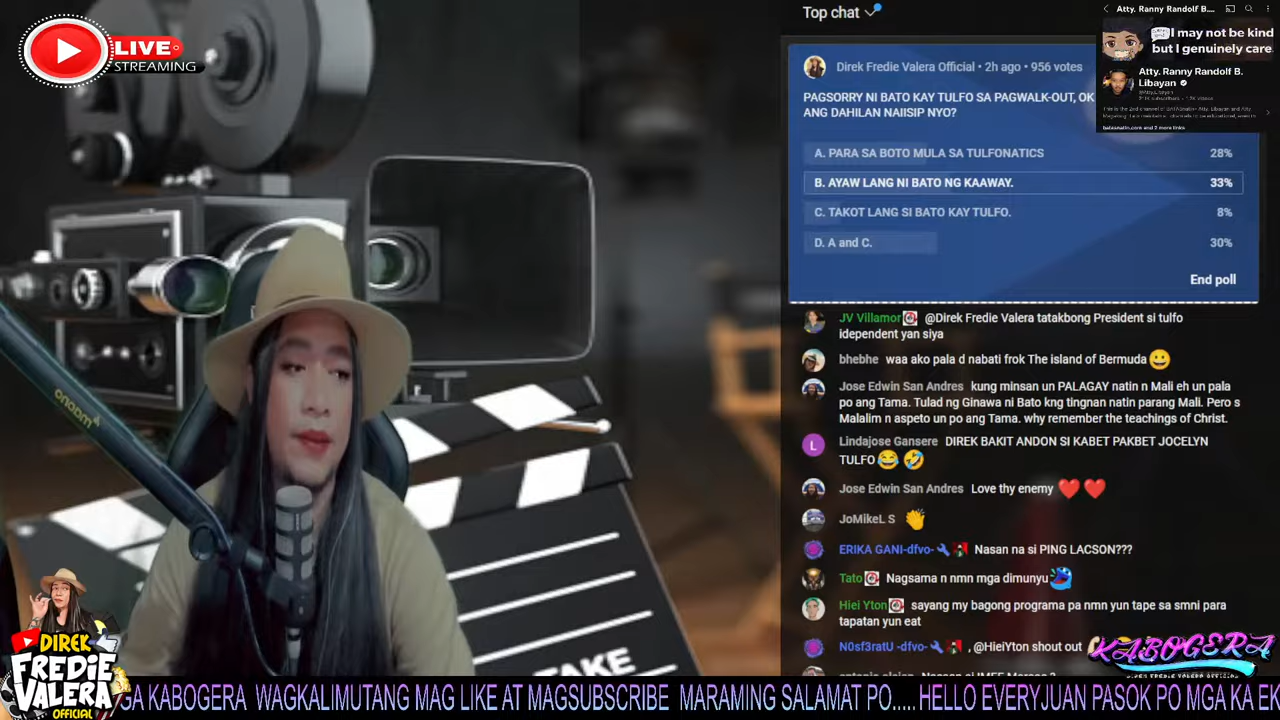 LIVE
STREAMING
Top chat
Atty. Ranny Randolf B....
I may not be kind
but I genuinely care
Atty. Ranny Randolf B.
Libayan
Direk Fredie Valera Official • 2h ago • 956 votes
PAGSORRY NI BATO KAY TULFO SA PAGWALK-OUT, OK
ANG DAHILAN NAIISIP NYO?
A. PARA SA BOTO MULA SA TULFONATICS 28%
B. AYAW LANG NI BATO NG KAAWAY. 33%
C. TAKOT LANG SI BATO KAY TULFO. 8%
D. A and C. 30%
End poll
JV Villamor @Direk Fredie Valera tatakbong President si tulfo
idependent yan siya
bhebhe waa ako pala d nabati frok The island of Bermuda😀
Jose Edwin San Andres kung minsan un PALAGAY natin n Mali eh un pala
po ang Tama. Tulad ng Ginawa ni Bato kng tingnan natin parang Mali. Pero s
Malalim n aspeto un po ang Tama. why remember the teachings of Christ.
L
Lindajose Gansere DIREK BAKIT ANDON SI KABET PAKBET JOCELYN
TULFO😂🤣
Jose Edwin San Andres Love thy enemy ❤️❤️
JoMikeL S 👏
ERIKA GANI-dfvo- Nasan na si PING LACSON???
Tato Nagsama n nmn mga dimunyu
Hiei Yton sayang my bagong programa pa nmn yun tape sa smni para
tapatan yun eat
N0sf3ratU -dfvo- , @HieiYton shout out
KABOGERA
maono
TAKE
DIREK
FREDIE
VALERA
OFFICIAL
GA KABOGERA WAGKALIMUTANG MAG LIKE AT MAGSUBSCRIBE MARAMING SALAMAT PO.....HELLO EVERYJUAN PASOK PO MGA KA EK